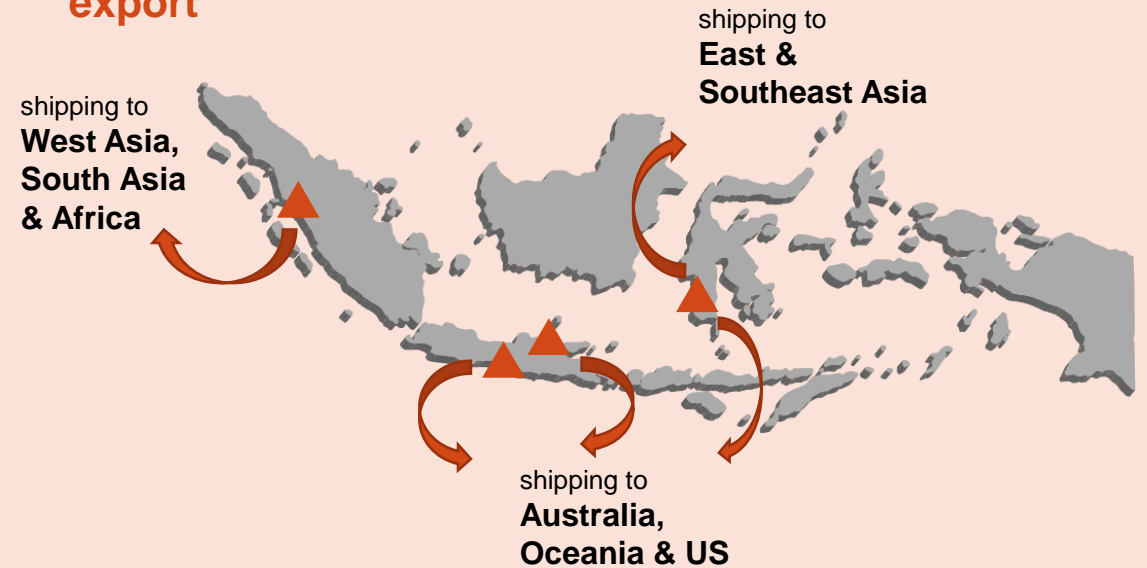 export
shipping to
East &
Southeast Asia
shipping to
West Asia,
South Asia
& Africa
shipping to
Australia,
Oceania & US